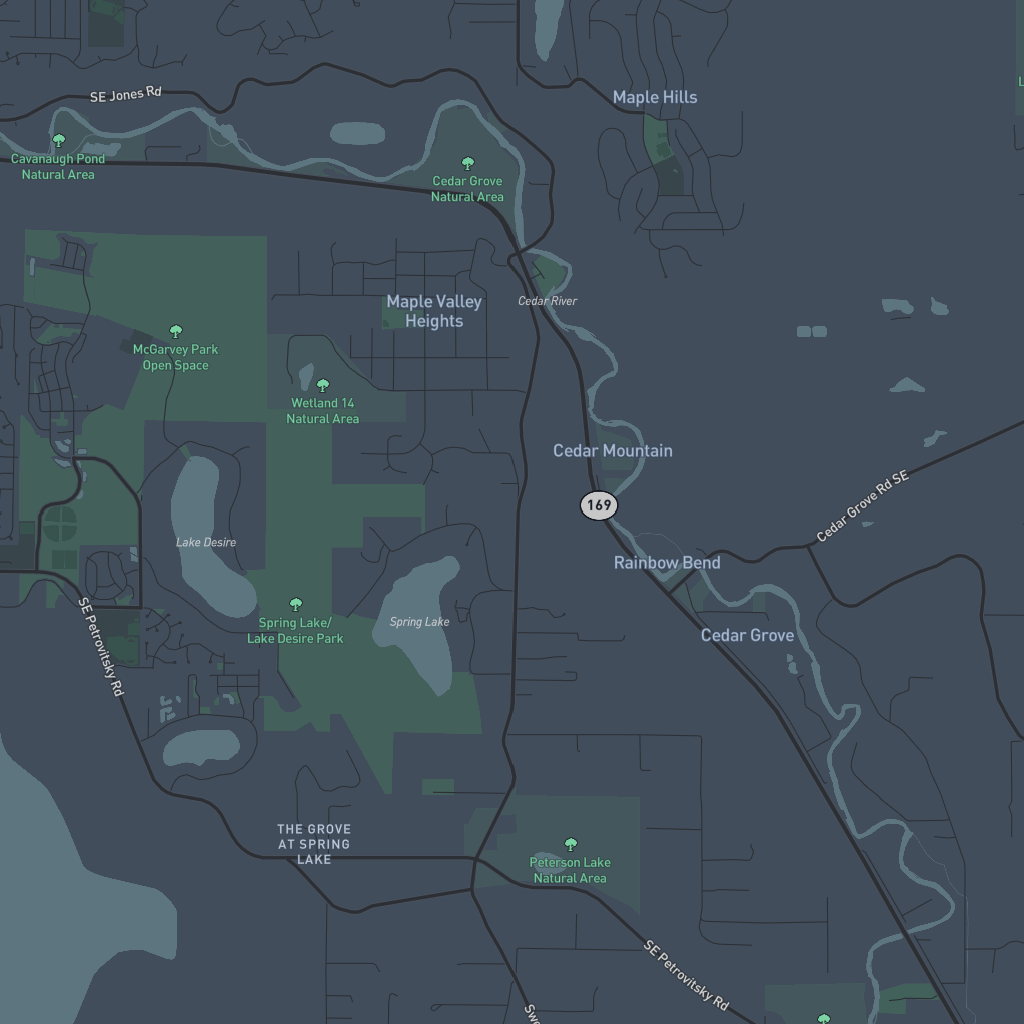 SE Jones Rd
Maple Hills
Cavanaugh Pond
Natural Area
Cedar Grove
Natural Area
Maple Valley
Heights
Cedar River
McGarvey Park
Open Space
Wetland 14
Natural Area
Cedar Mountain
169
Cedar Grove Rd SE
Lake Desire
Rainbow Bend
Spring Lake/
Lake Desire Park
Spring Lake
Cedar Grove
SE Petrovitsky Rd
THE GROVE
AT SPRING
LAKE
Peterson Lake
Natural Area
SE Petrovitsky Rd